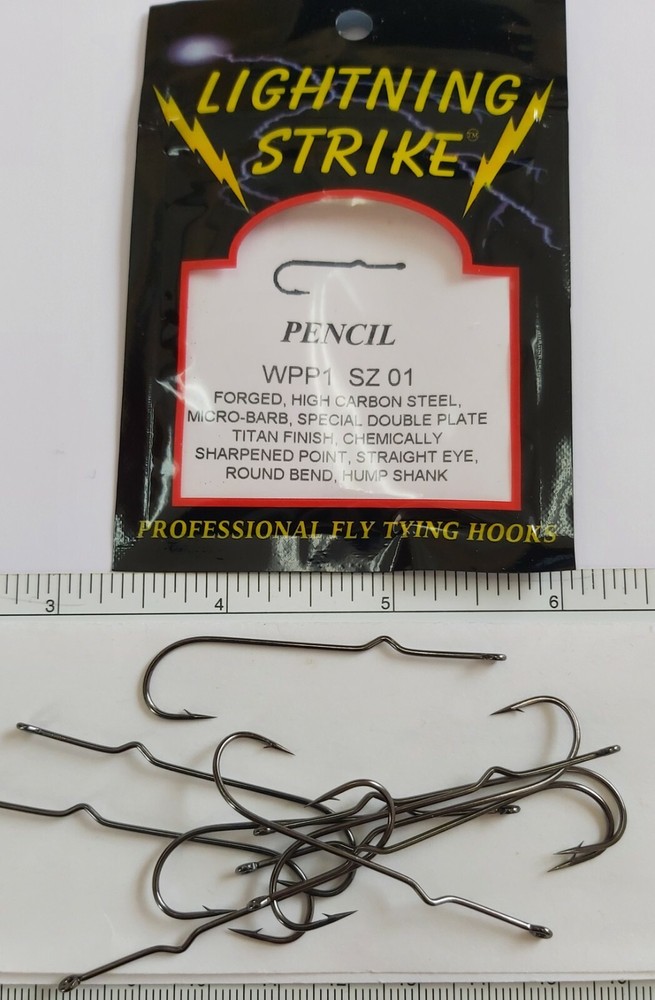 LIGHTNING
STRIKE™
PENCIL
WPP1 SZ 01
FORGED, HIGH CARBON STEEL,
MICRO-BARB, SPECIAL DOUBLE PLATE
TITAN FINISH, CHEMICALLY
SHARPENED POINT, STRAIGHT EYE,
ROUND BEND, HUMP SHANK
PROFESSIONAL FLY TYING HOOKS
3 4 5 6